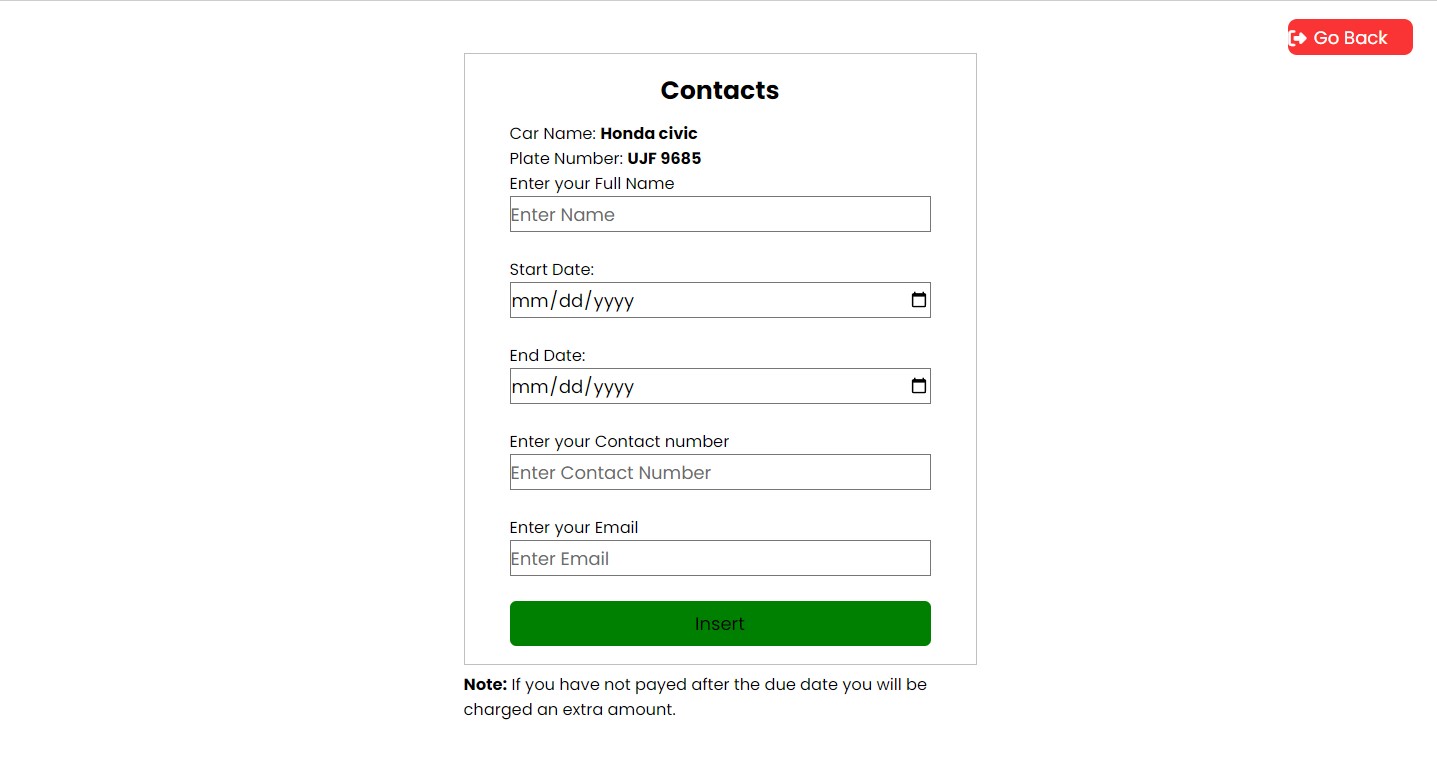 Go Back
Contacts
Car Name: Honda civic
Plate Number: UJF 9685
Enter your Full Name
Enter Name
Start Date:
mm/dd/yyyy
End Date:
mm/dd/yyyy
Enter your Contact number
Enter Contact Number
Enter your Email
Enter Email
Insert
Note: If you have not payed after the due date you will be
charged an extra amount.